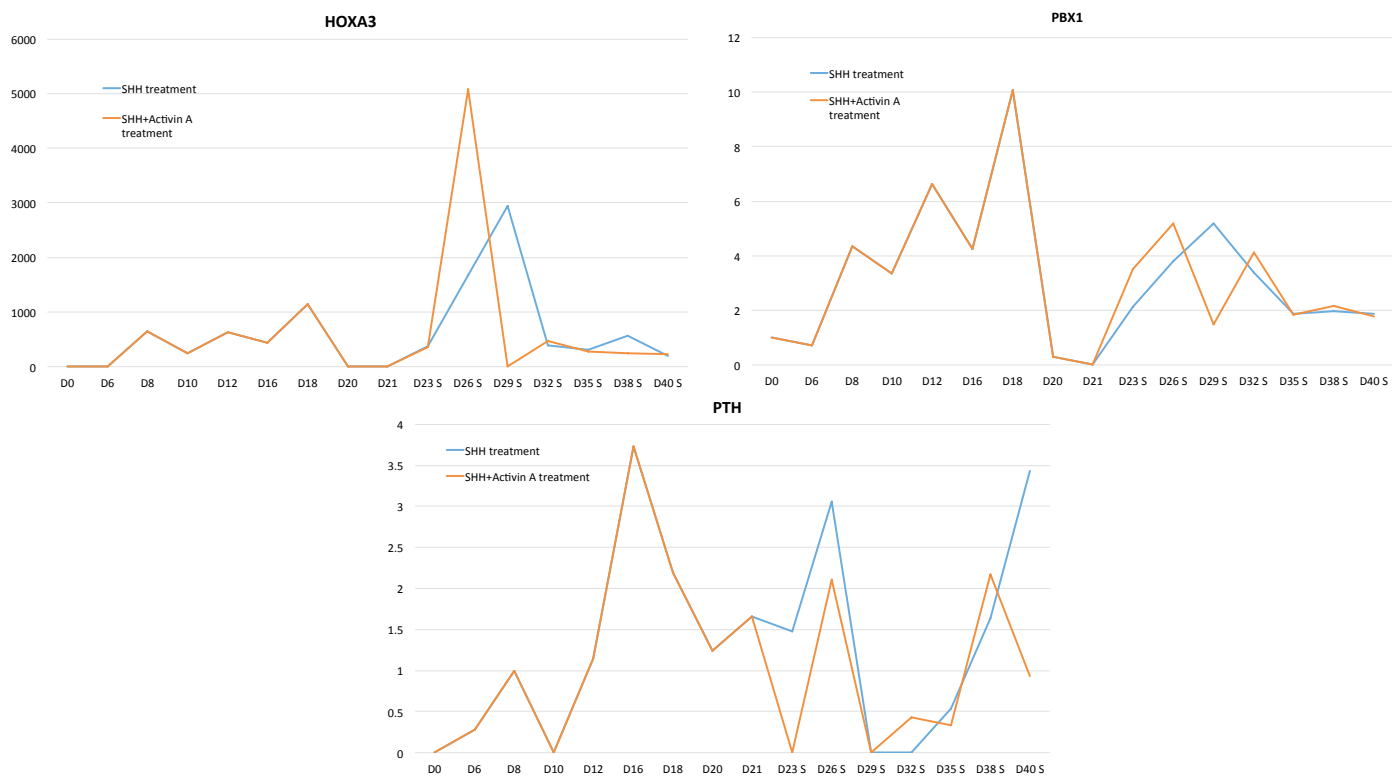 HOXA3
6000
5000
4000
3000
2000
1000
0
SHH treatment
SHH+Activin A
treatment
D0 D6 D8 D10 D12 D16 D18 D20 D21 D23 S D26 S D29 S D32 S D35 S D38 S D40 S
PBX1
12
10
8
6
4
2
0
SHH treatment
SHH+Activin A
treatment
D0 D6 D8 D10 D12 D16 D18 D20 D21 D23 S D26 S D29 S D32 S D35 S D38 S D40 S
PTH
4
3.5
3
2.5
2
1.5
1
0.5
0
SHH treatment
SHH+Activin A treatment
D0 D6 D8 D10 D12 D16 D18 D20 D21 D23 S D26 S D29 S D32 S D35 S D38 S D40 S